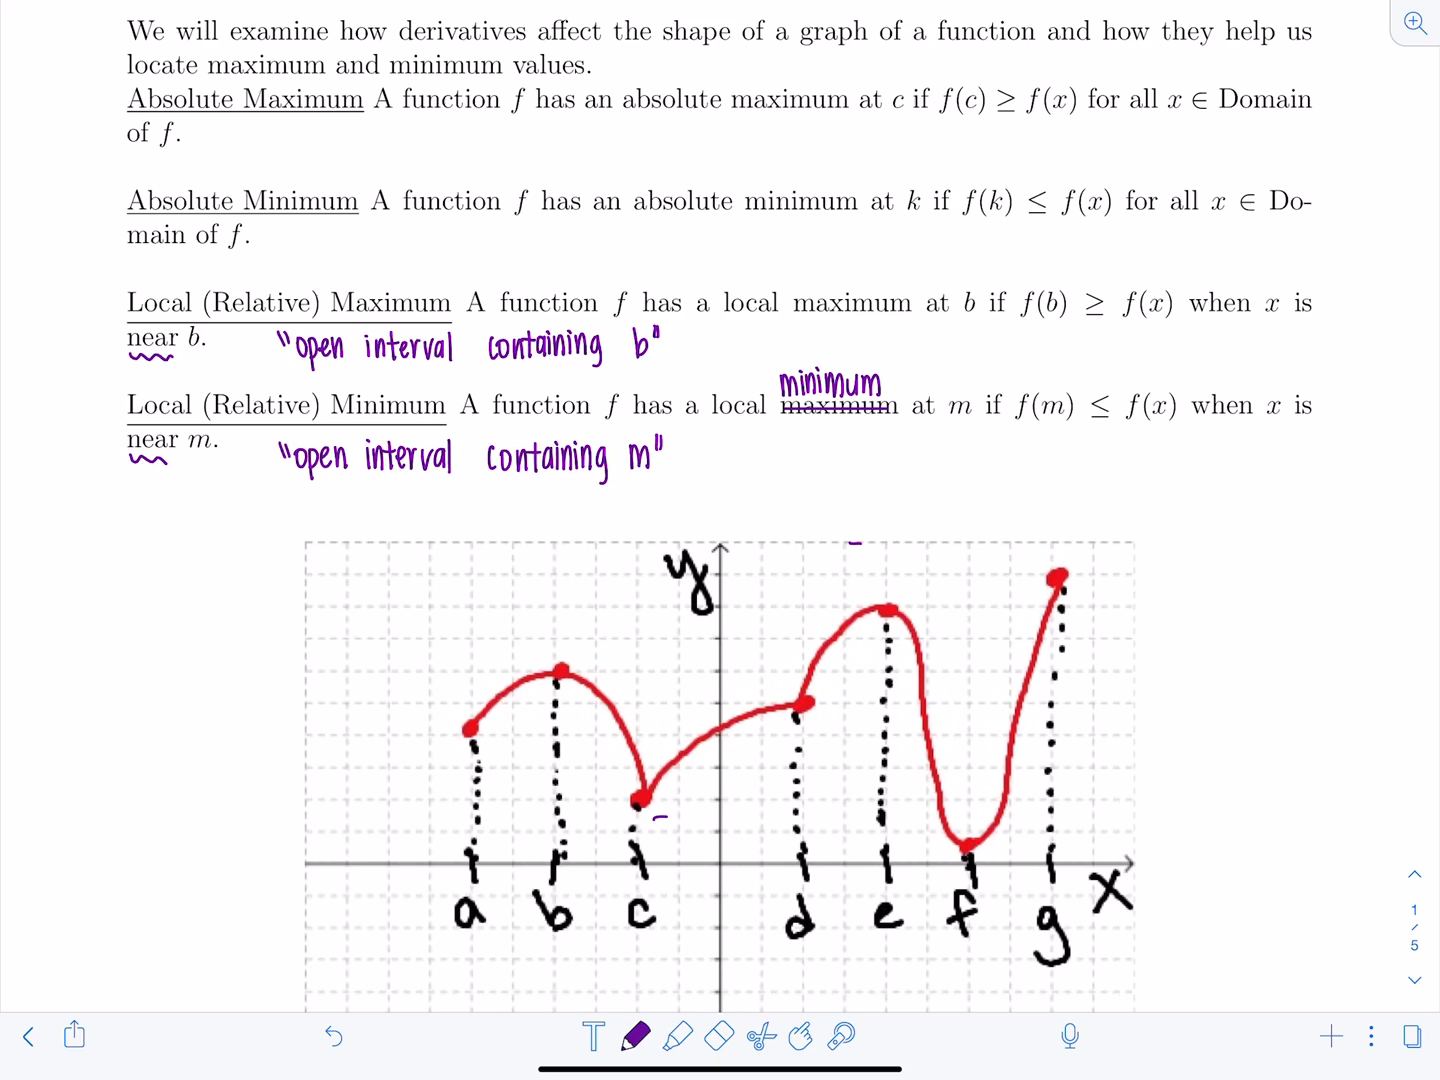 We will examine how derivatives affect the shape of a graph of a function and how they help us
locate maximum and minimum values.
Absolute Maximum A function f has an absolute maximum at c if f(c) ≥ f(x) for all x ∈ Domain
of f.
Absolute Minimum A function f has an absolute minimum at k if f(k) ≤ f(x) for all x ∈ Do-
main of f.
Local (Relative) Maximum A function f has a local maximum at b if f(b) ≥ f(x) when x is
near b. "open interval containing b"
minimum
Local (Relative) Minimum A function f has a local maximum at m if f(m) ≤ f(x) when x is
near m. "open interval containing m"
y
a b c d e f g x
1
/
5
T